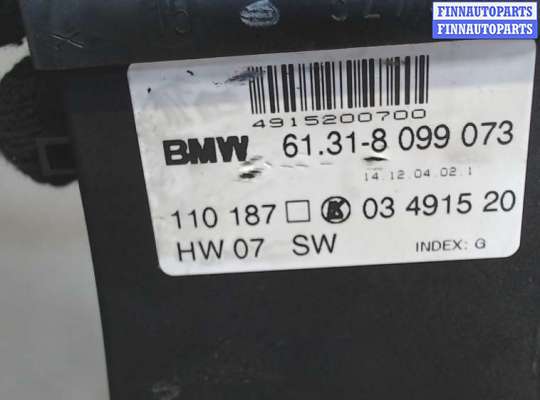 FINNAUTOPARTS
FINNAUTOPARTS
4915200700
BMW 61.31-8 099 073
14.12.04.02.1
110 187 03 4915 20
HW 07 SW INDEX: G